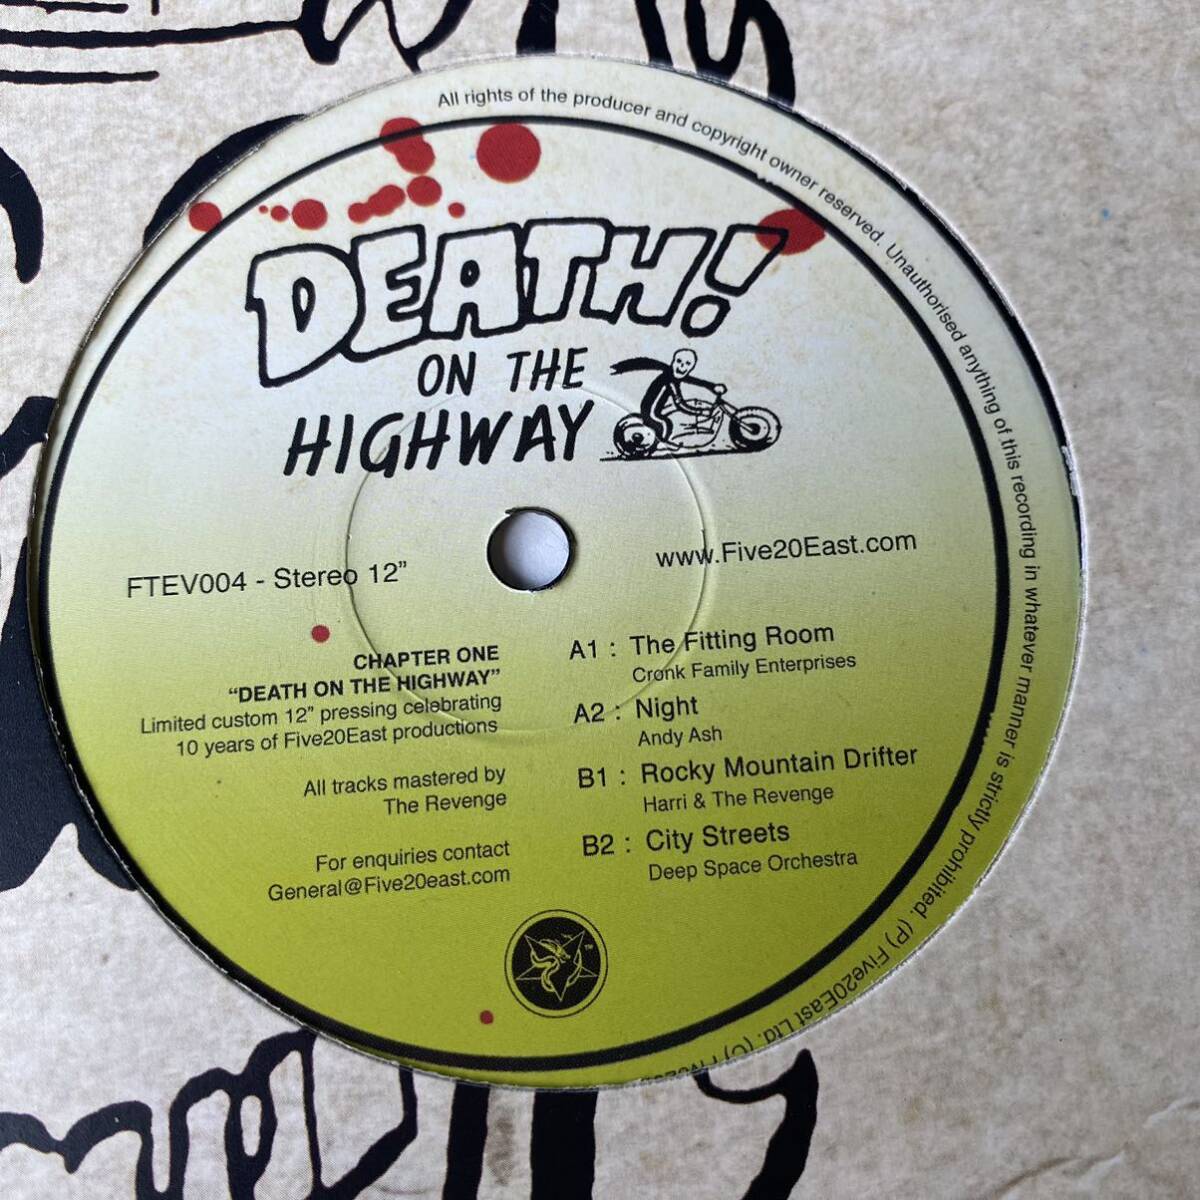 All rights of the producer and copyright owner reserved. Unauthorised anything of this recording in whatever manner is strictly prohibited. (P) Five20East Ltd. (C)
DEATH!
ON THE
HIGHWAY
FTEV004 - Stereo 12”
www.Five20East.com
CHAPTER ONE
“DEATH ON THE HIGHWAY”
Limited custom 12” pressing celebrating
10 years of Five20East productions
All tracks mastered by
The Revenge
For enquiries contact
General@Five20east.com
A1 : The Fitting Room
Cronk Family Enterprises
A2 : Night
Andy Ash
B1 : Rocky Mountain Drifter
Harri & The Revenge
B2 : City Streets
Deep Space Orchestra
TM